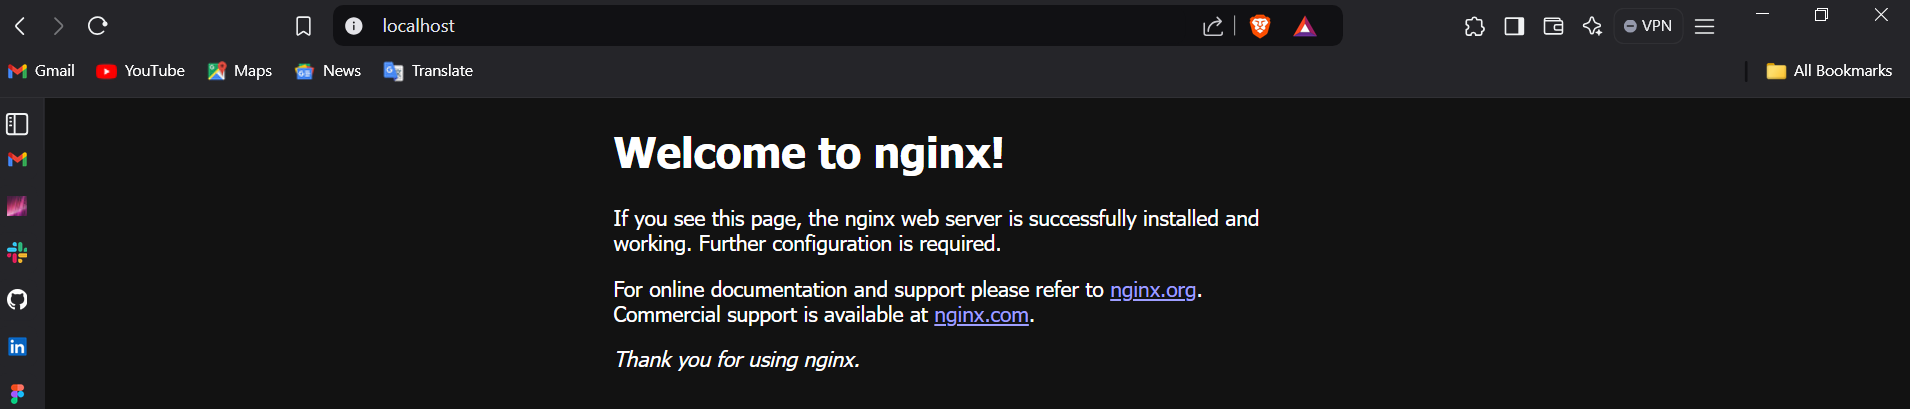 localhost
VPN
Gmail
YouTube
Maps
News
Translate
All Bookmarks
Welcome to nginx!
If you see this page, the nginx web server is successfully installed and
working. Further configuration is required.
For online documentation and support please refer to nginx.org.
Commercial support is available at nginx.com.
Thank you for using nginx.